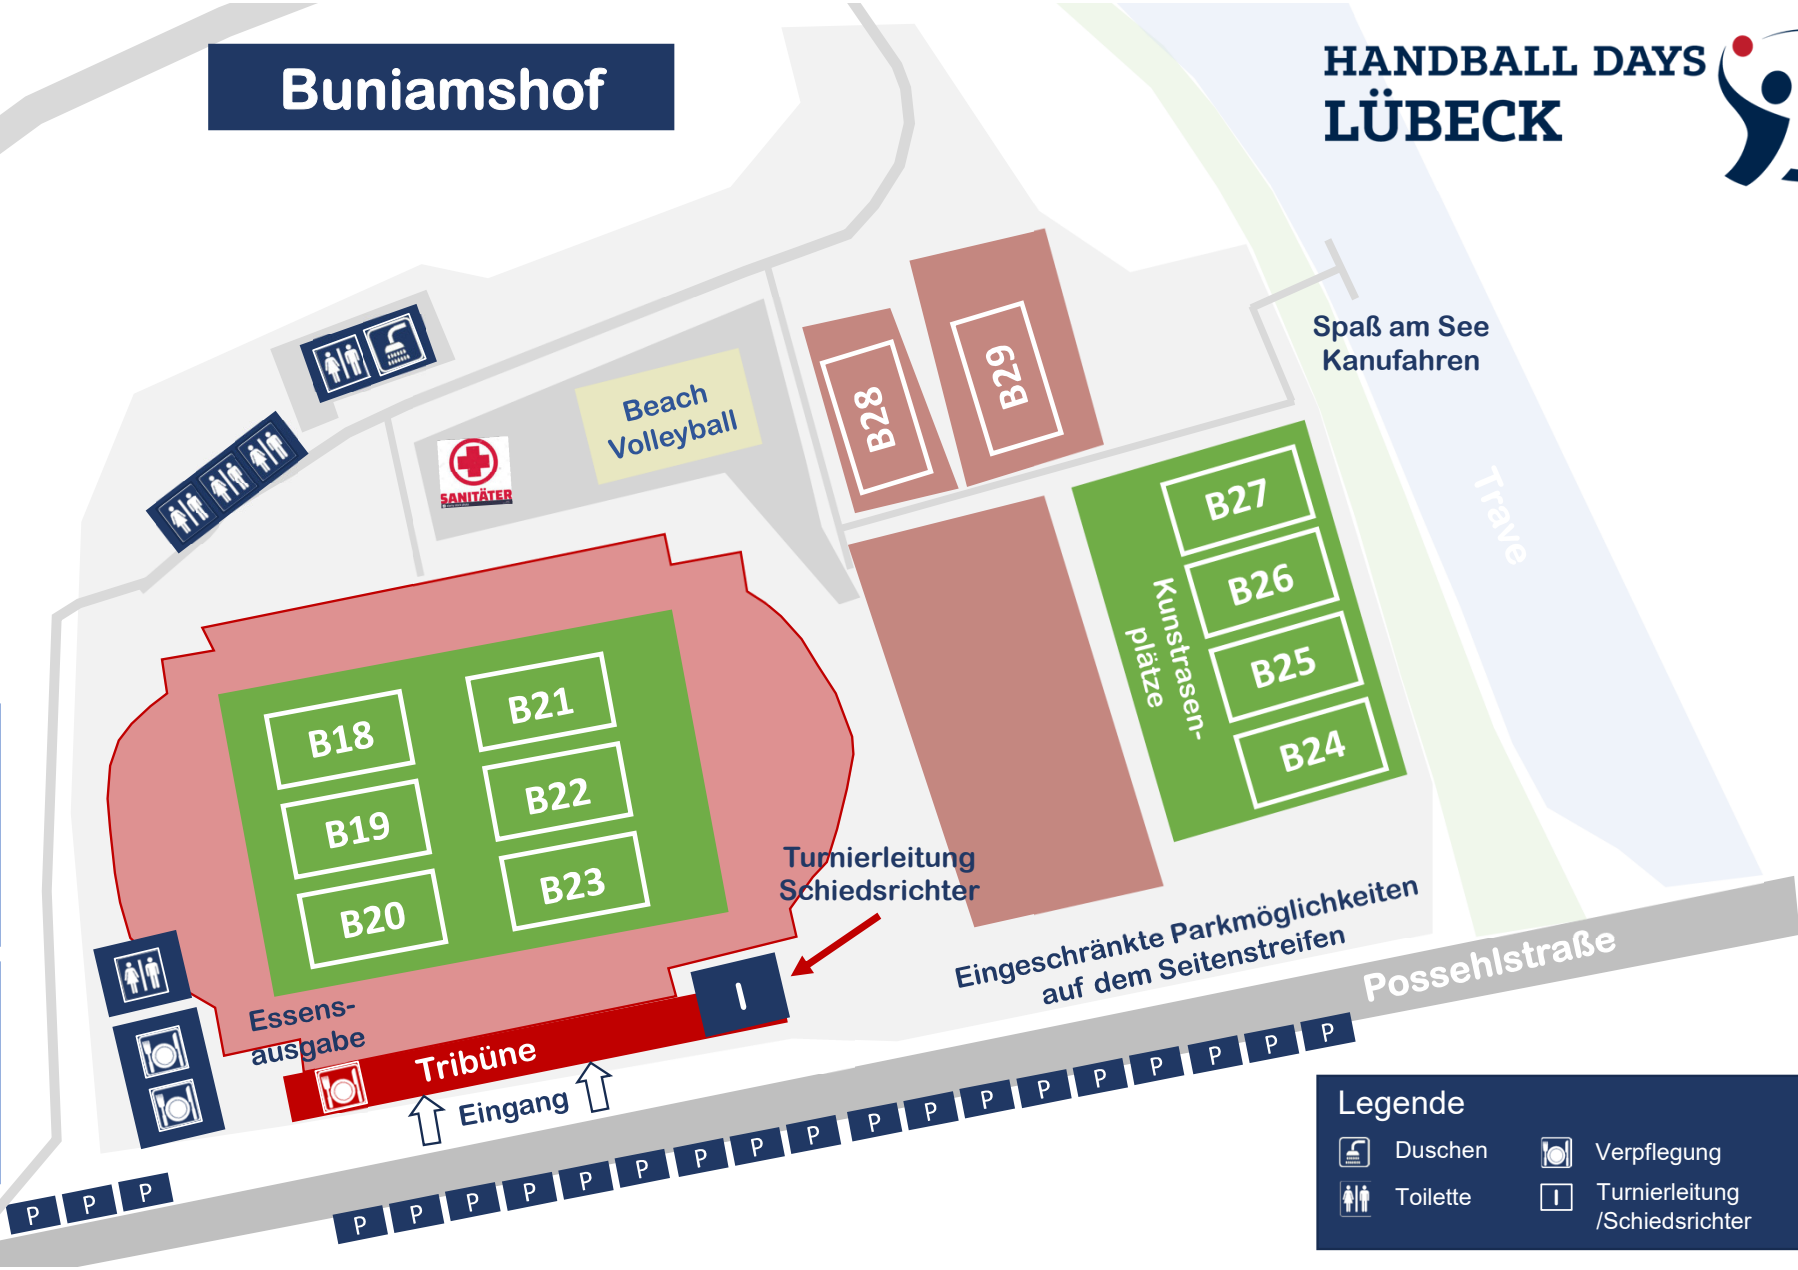 Buniamshof
HANDBALL DAYS
LÜBECK
Spaß am See
Kanufahren
Beach
Volleyball
SANITÄTER
B28
B29
Trave
B27
B26
B25
B24
Kunstrasen-
plätze
B18
B19
B20
B21
B22
B23
Turnierleitung
Schiedsrichter
I
Essens-
ausgabe
Tribüne
Eingang
Eingeschränkte Parkmöglichkeiten
auf dem Seitenstreifen
Possehlstraße
P P P
P P P P P P P P P P P P P P P P P P
Legende
Duschen
Toilette
Verpflegung
I
Turnierleitung
/Schiedsrichter